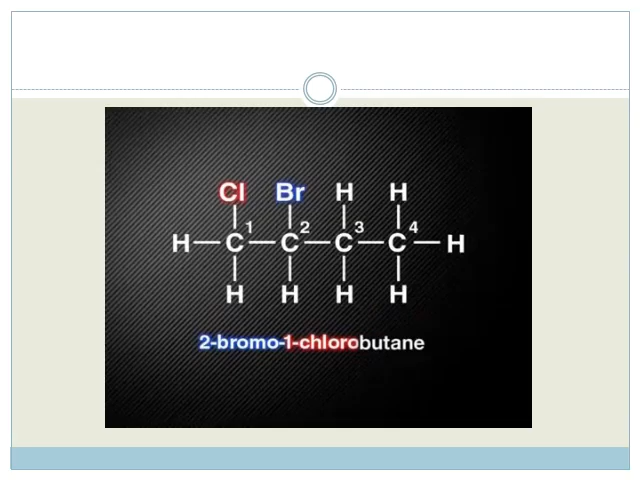 Cl Br H H
H—C¹—C²—C³—C⁴—H
H H H H
2-bromo-1-chlorobutane